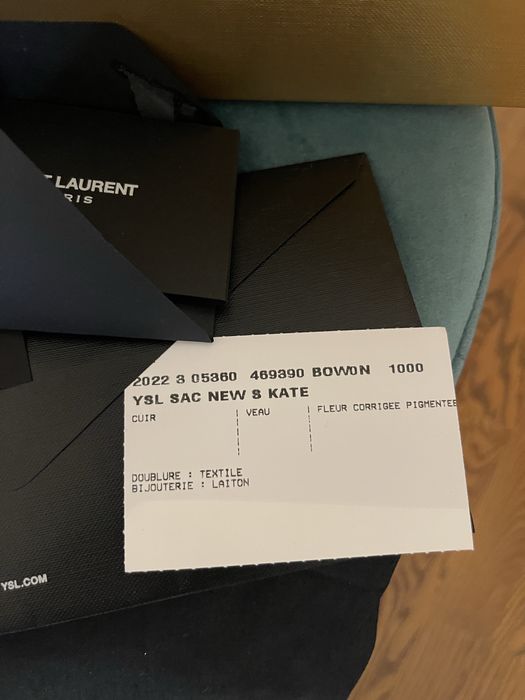 T LAURENT
RIS
2022 3 05360 469390 BOW0N 1000
YSL SAC NEW S KATE
CUIR VEAU FLEUR CORRIGEE PIGMENTEE
DOUBLURE : TEXTILE
BIJOUTERIE : LAITON
YSL.COM